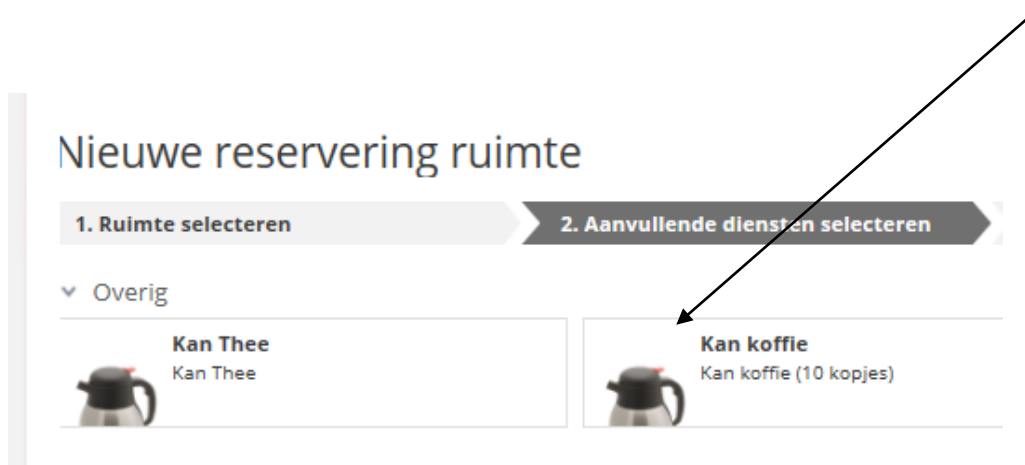 Nieuwe reservering ruimte
1. Ruimte selecteren
2. Aanvullende diensten selecteren
Overig
Kan Thee
Kan Thee
Kan koffie
Kan koffie (10 kopjes)